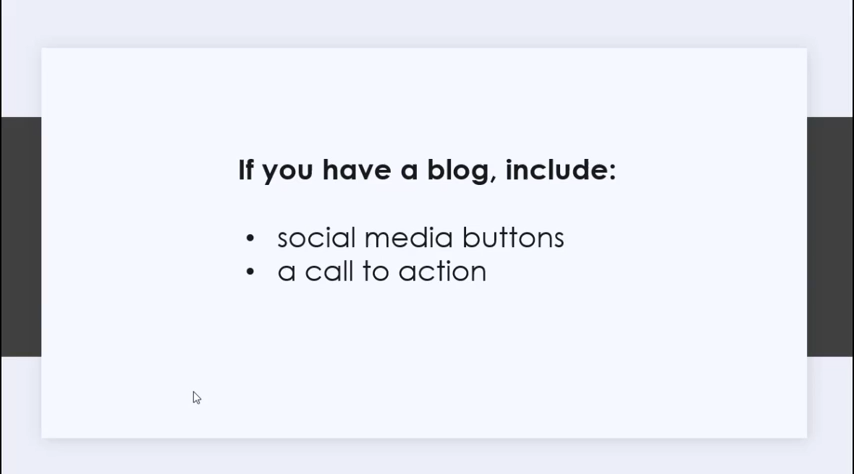 If you have a blog, include:
• social media buttons
• a call to action